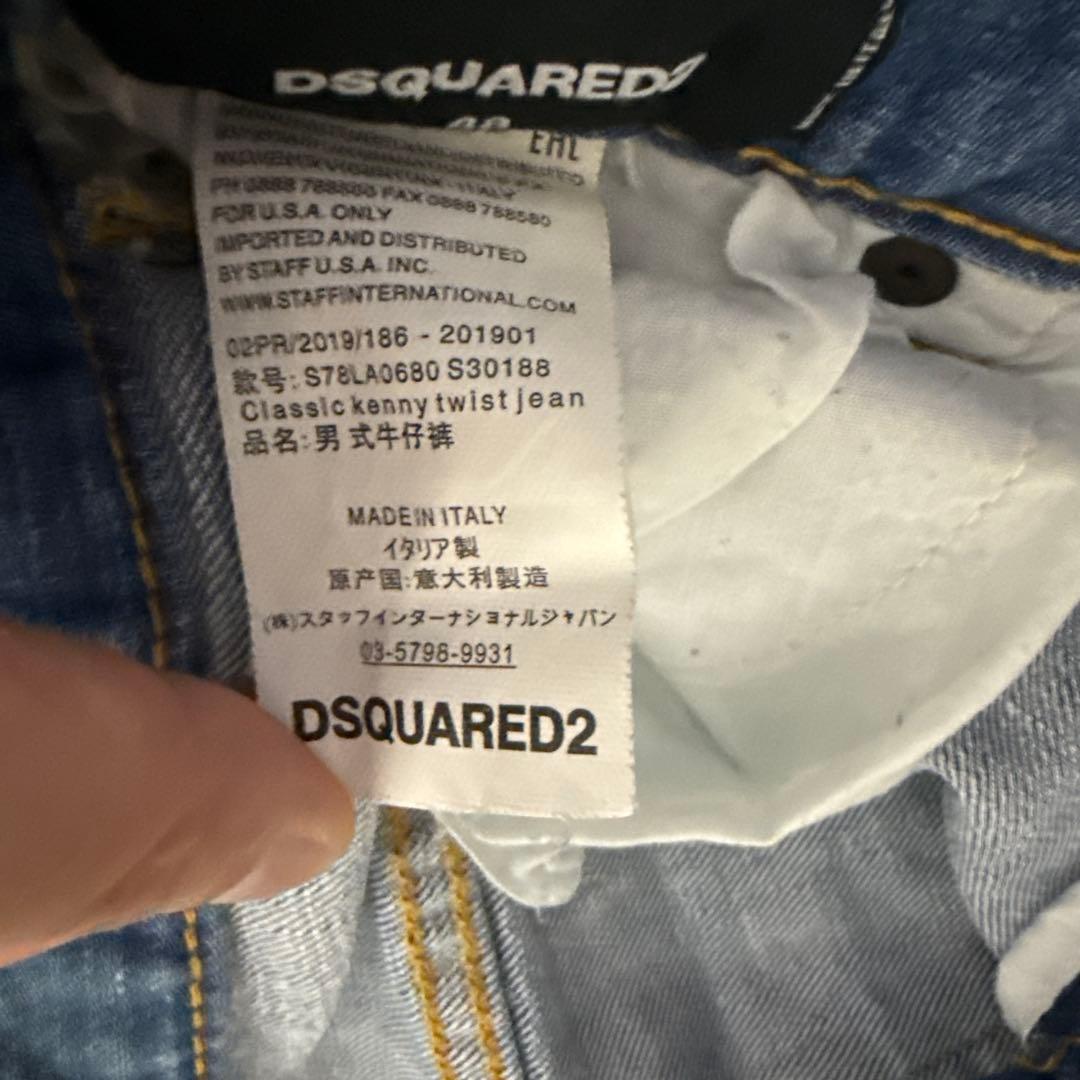 DSQUARED2
EAC
PH 0888 788580 FAX 0888 788580
FOR U.S.A. ONLY
IMPORTED AND DISTRIBUTED
BY STAFF U.S.A. INC.
WWW.STAFFINTERNATIONAL.COM
02PR/2019/186 - 201901
款号: S78LA0680 S30188
Classic kenny twist jean
品名: 男 式牛仔裤
MADE IN ITALY
イタリア製
原产国:意大利製造
(株)スタッフインターナショナルジャパン
03-5798-9931
DSQUARED2